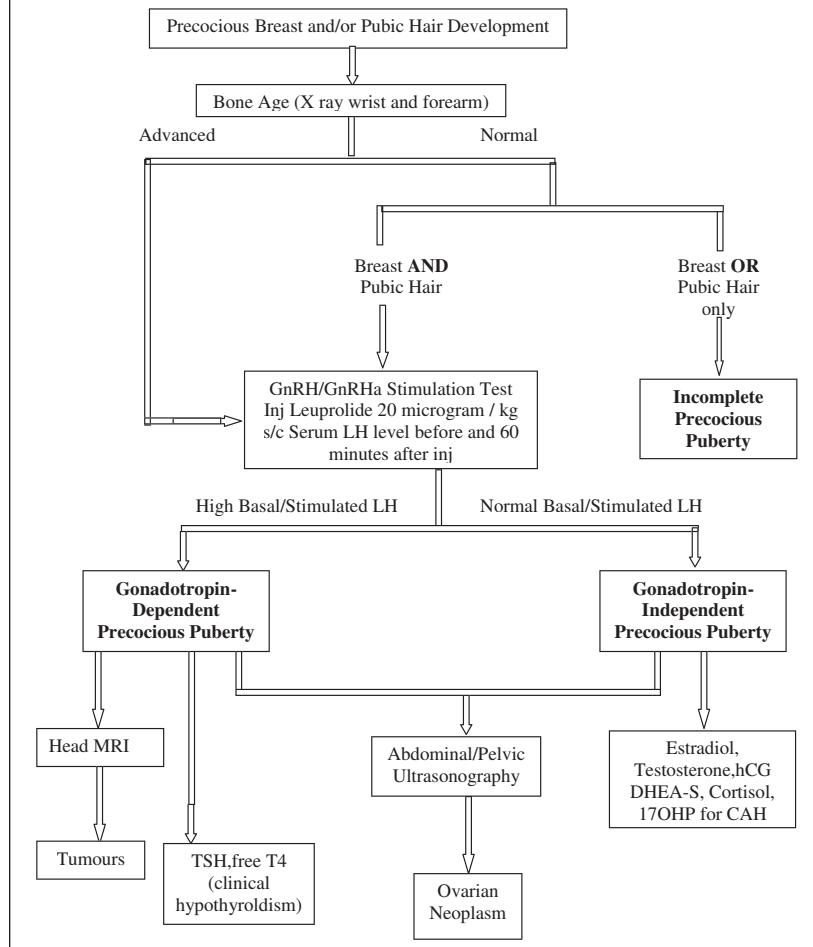 Precocious Breast and/or Pubic Hair Development
Bone Age (X ray wrist and forearm)
Advanced
Normal
Breast AND
Pubic Hair
Breast OR
Pubic Hair
only
GnRH/GnRHa Stimulation Test
Inj Leuprolide 20 microgram / kg
s/c Serum LH level before and 60
minutes after inj
Incomplete
Precocious
Puberty
High Basal/Stimulated LH
Normal Basal/Stimulated LH
Gonadotropin-
Dependent
Precocious Puberty
Gonadotropin-
Independent
Precocious Puberty
Head MRI
Abdominal/Pelvic
Ultrasonography
Estradiol,
Testosterone,hCG
DHEA-S, Cortisol,
17OHP for CAH
Tumours
TSH,free T4
(clinical
hypothyroldism)
Ovarian
Neoplasm